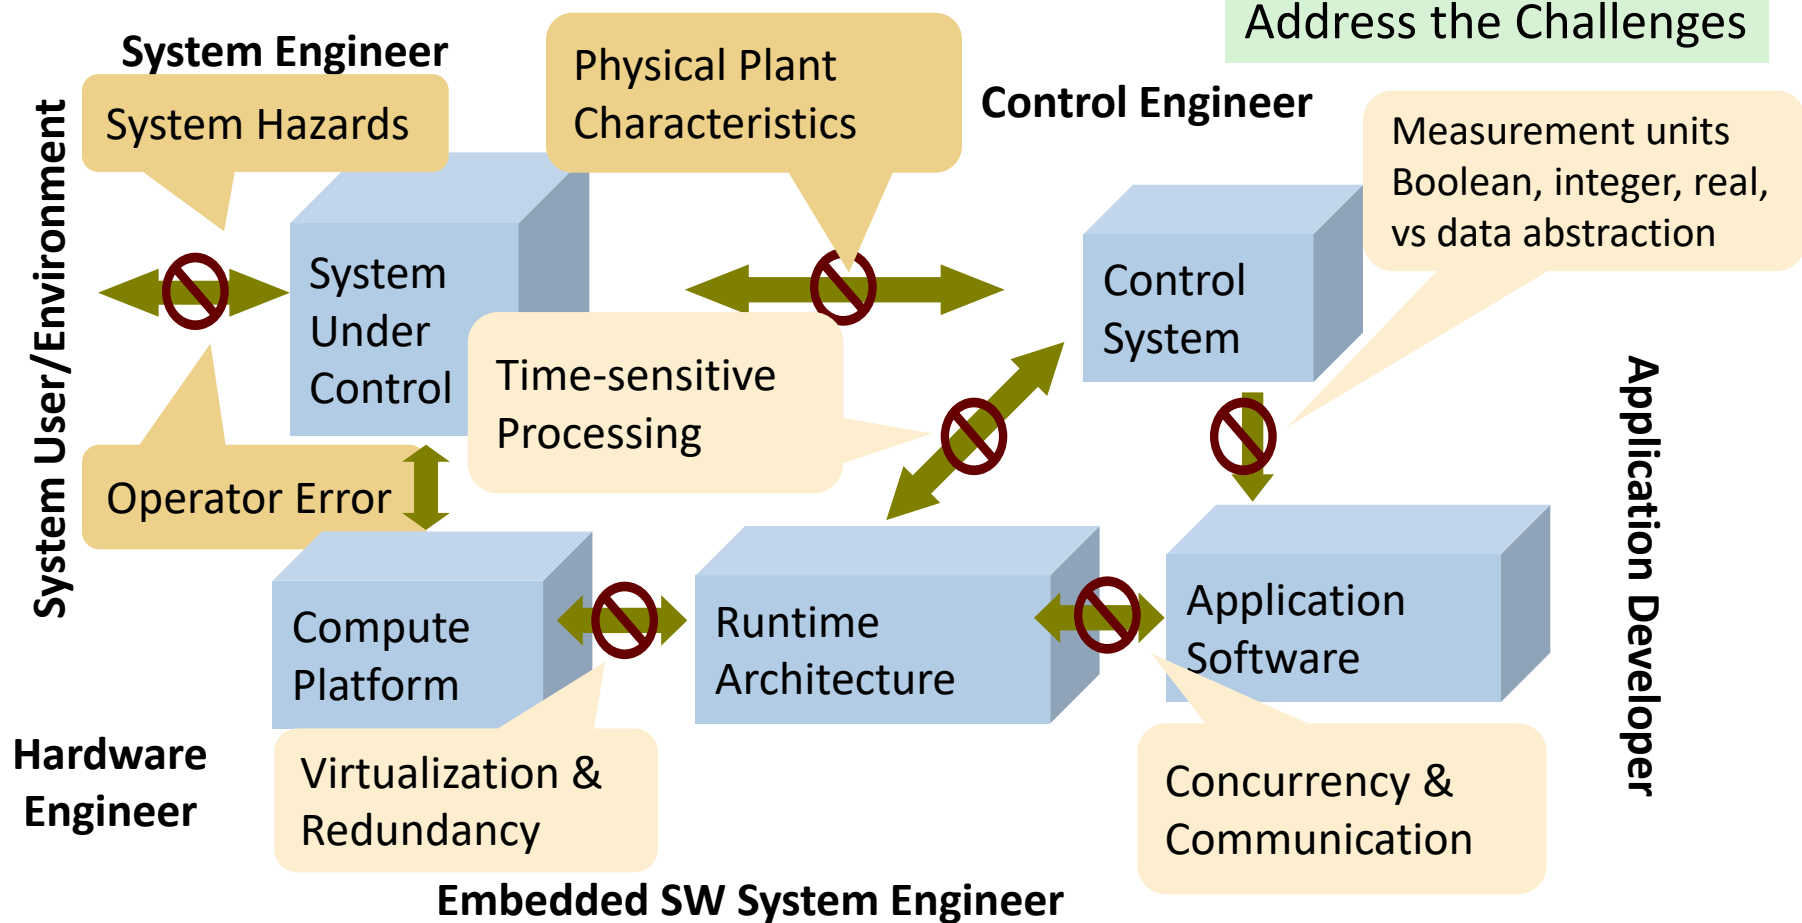 Address the Challenges
System Engineer
Physical Plant
Characteristics
Control Engineer
System Hazards
Measurement units
Boolean, integer, real,
vs data abstraction
System User/Environment
System
Under
Control
Control
System
Time-sensitive
Processing
Application Developer
Operator Error
Compute
Platform
Runtime
Architecture
Application
Software
Hardware
Engineer
Virtualization &
Redundancy
Concurrency &
Communication
Embedded SW System Engineer